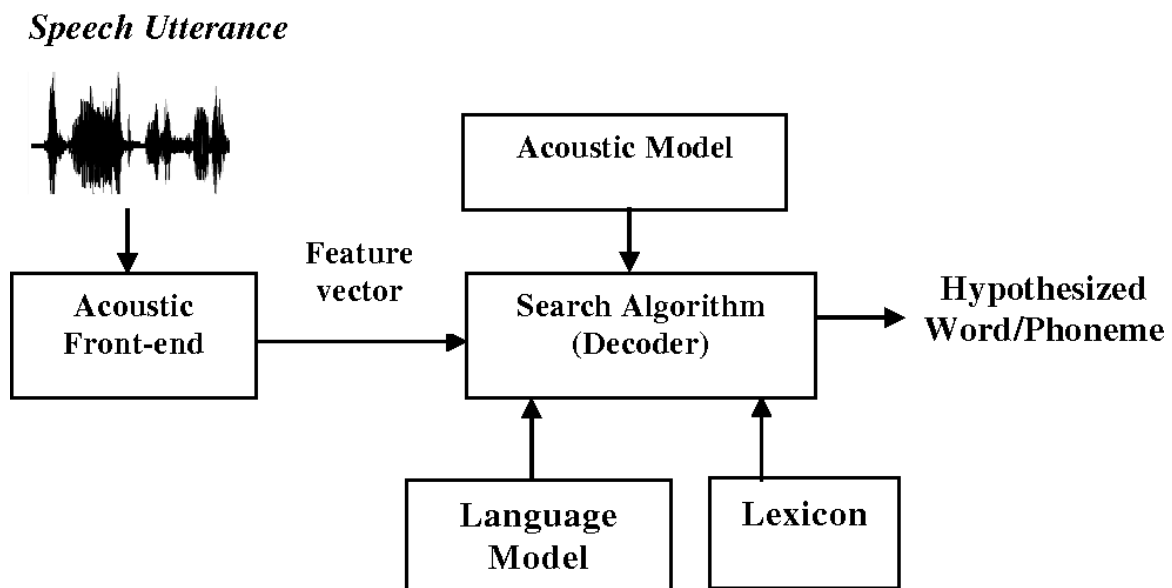 Speech Utterance
Acoustic Model
Feature
vector
Acoustic
Front-end
Search Algorithm
(Decoder)
Hypothesized
Word/Phoneme
Language
Model
Lexicon